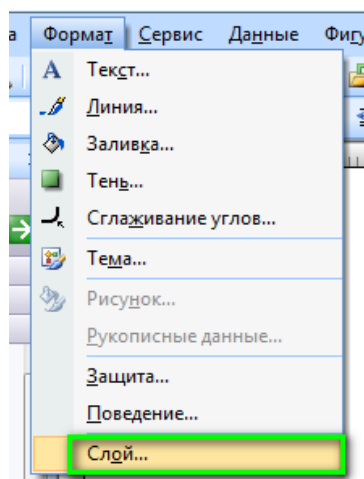 а Формат Сервис Данные Фигу
Текст...
Линия...
Заливка...
Тень...
Сглаживание углов...
Тема...
Рисунок...
Рукописные данные...
Защита...
Поведение...
Слой...